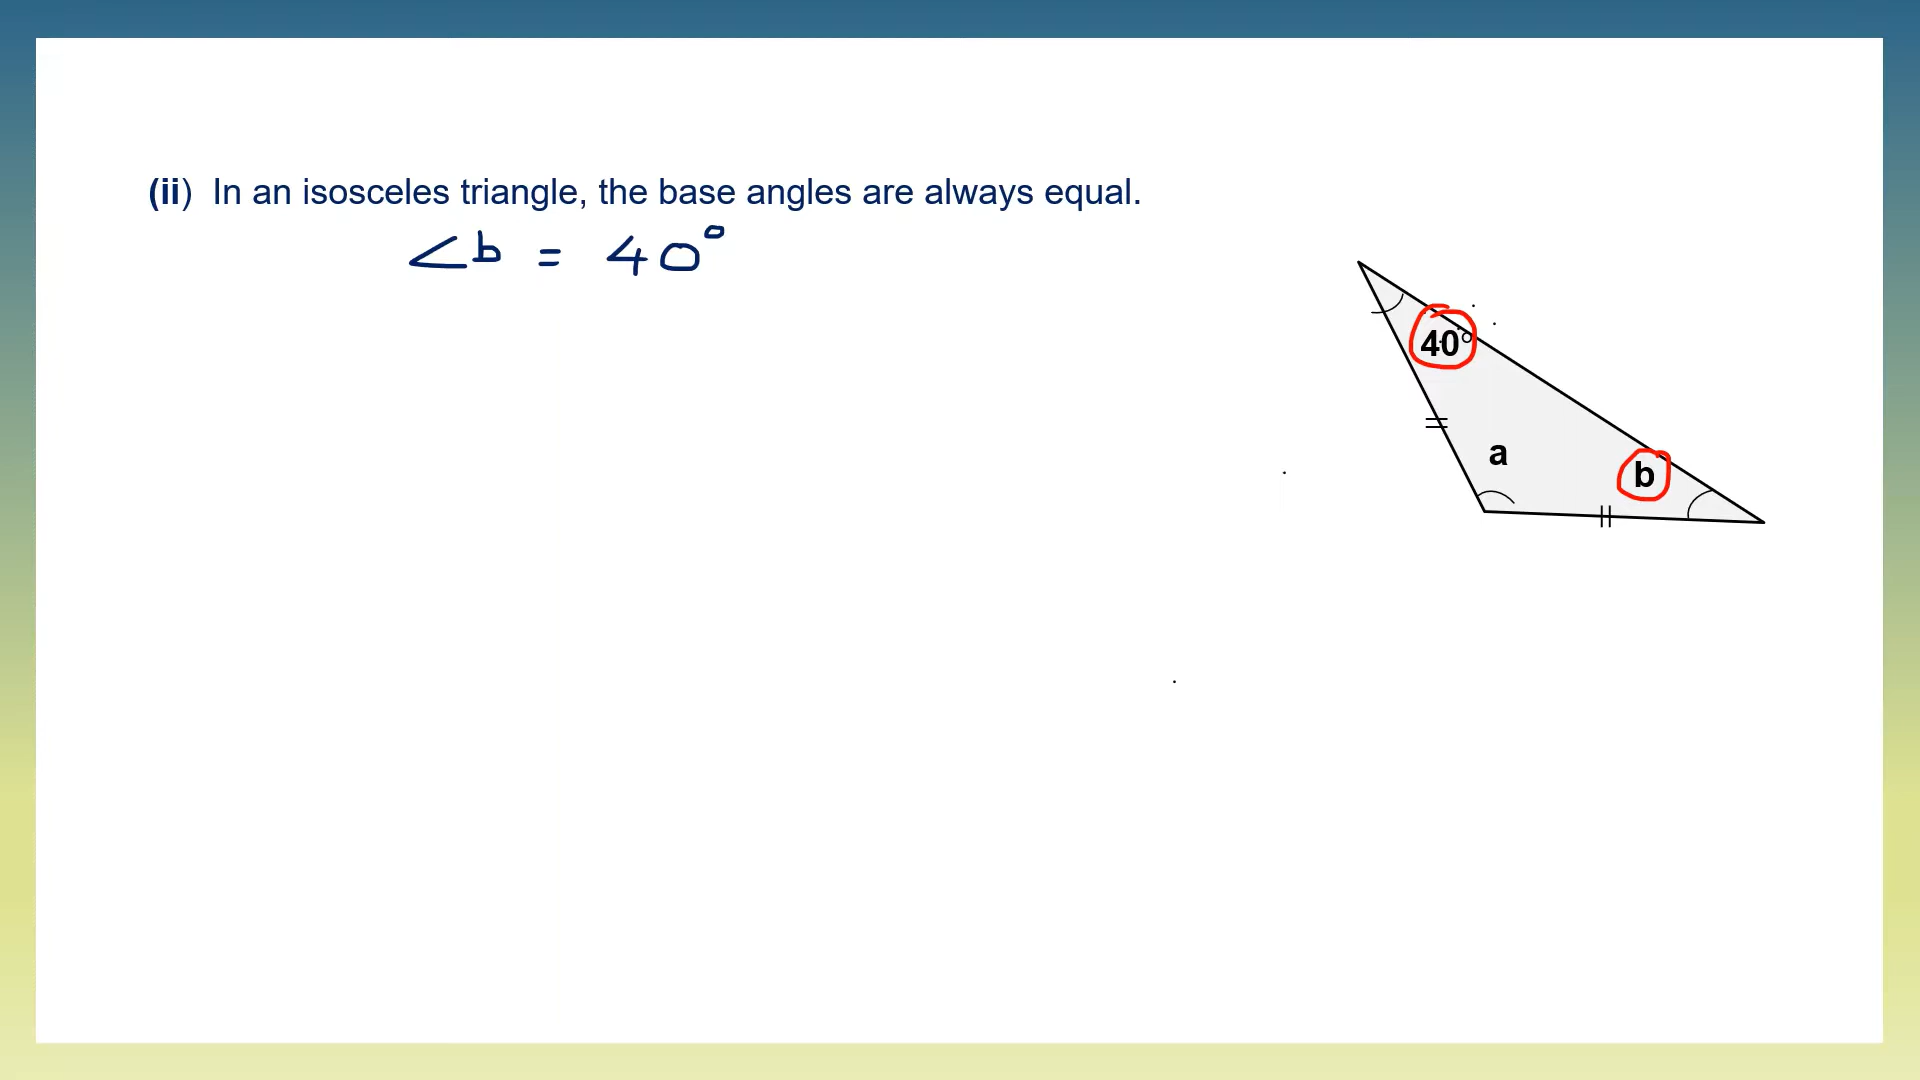 (ii) In an isosceles triangle, the base angles are always equal.
∠b = 40°
40°
a
b